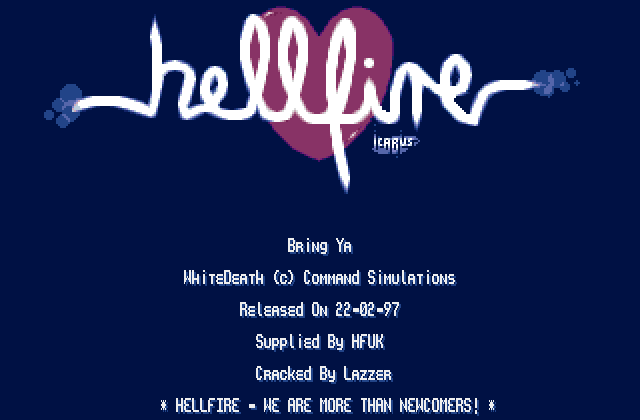 hellfire
ICARUS
Bring Ya
WhiteDeath (c) Command Simulations
Released On 22-02-97
Supplied By HFUK
Cracked By Lazzer
* HELLFIRE - WE ARE MORE THAN NEWCOMERS! *